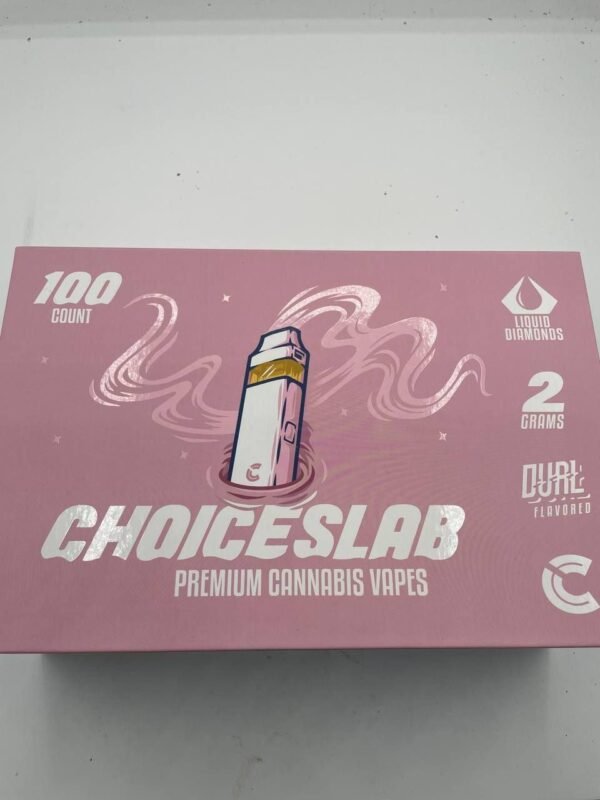 100
COUNT
LIQUID
DIAMONDS
2
GRAMS
DUAL
FLAVORED
CHOICESLAB
PREMIUM CANNABIS VAPES